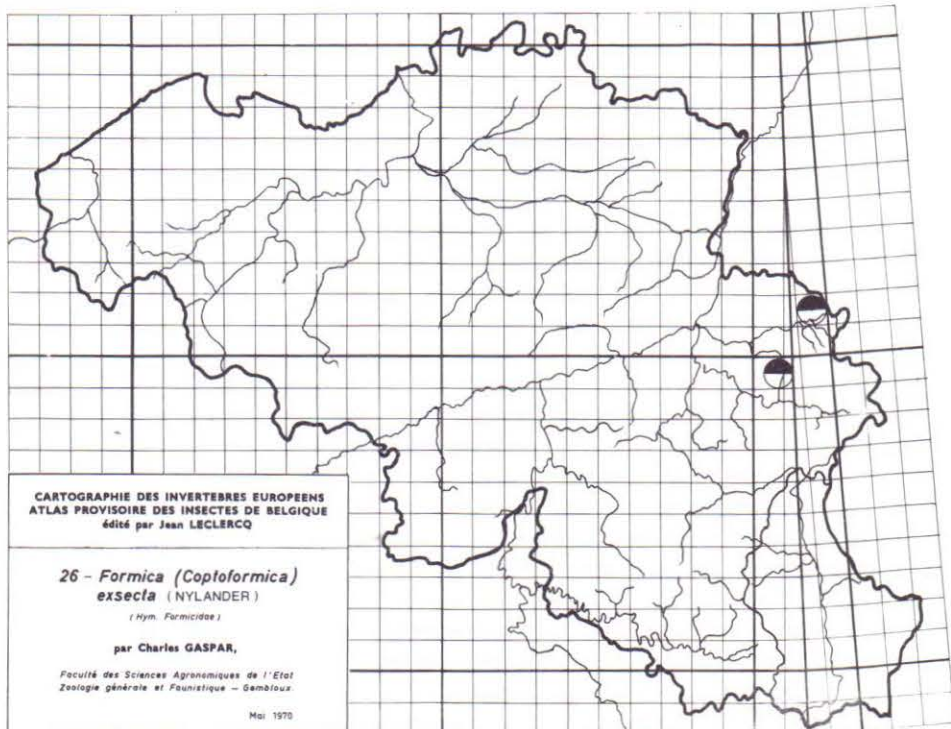 CARTOGRAPHIE DES INVERTEBRES EUROPEENS
ATLAS PROVISOIRE DES INSECTES DE BELGIQUE
édité par Jean LECLERCQ
26 – Formica (Coptoformica)
exsecta (NYLANDER)
(Hym. Formicidae)
par Charles GASPAR,
Faculté des Sciences Agronomiques de l'Etat
Zoologie générale et Faunistique – Gembloux.
Mai 1970